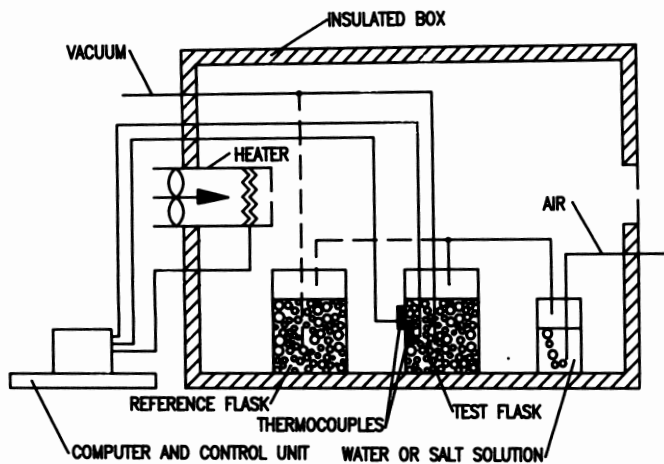 INSULATED BOX
VACUUM
HEATER
AIR
REFERENCE FLASK
THERMOCOUPLES
TEST FLASK
COMPUTER AND CONTROL UNIT
WATER OR SALT SOLUTION